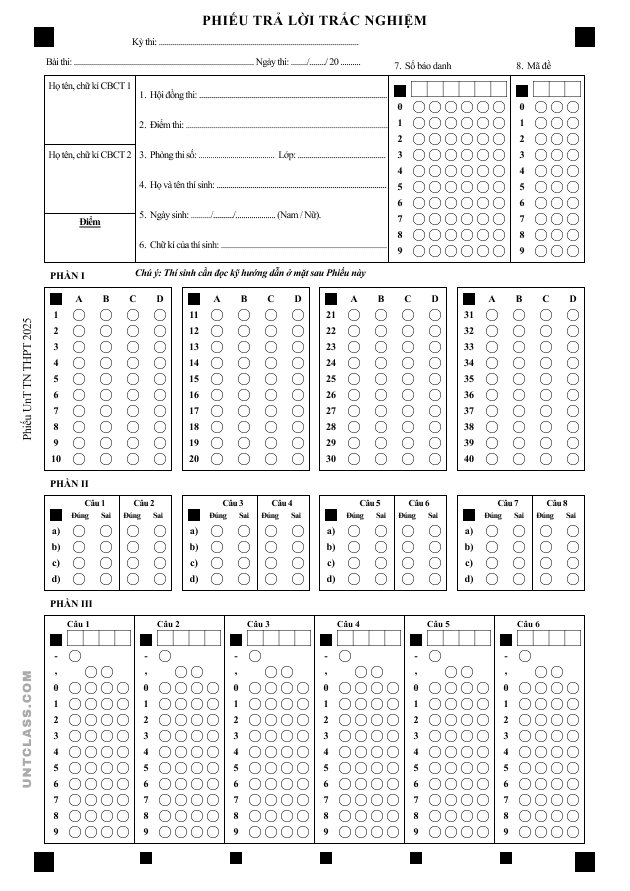 PHIẾU TRẢ LỜI TRẮC NGHIỆM
Kỳ thi: ................................
Bài thi: ................................ Ngày thi: ....../....../ 20 ........
7. Số báo danh
8. Mã đề
Họ tên, chữ kí CBCT 1
Họ tên, chữ kí CBCT 2
Điểm
1. Hội đồng thi: ................................
2. Điểm thi: ................................
3. Phòng thi số: ................................ Lớp: ................................
4. Họ và tên thí sinh: ................................
5. Ngày sinh: ......../......../................ (Nam / Nữ).
6. Chữ kí của thí sinh: ................................
0 0
1 1
2 2
3 3
4 4
5 5
6 6
7 7
8 8
9 9
PHẦN I
Chú ý: Thí sinh cần đọc kỹ hướng dẫn ở mặt sau Phiếu này
A B C D A B C D A B C D A B C D
1 11 21 31
2 12 22 32
3 13 23 33
4 14 24 34
5 15 25 35
6 16 26 36
7 17 27 37
8 18 28 38
9 19 29 39
10 20 30 40
PHẦN II
Câu 1 Câu 2 Câu 3 Câu 4 Câu 5 Câu 6 Câu 7 Câu 8
Đúng Sai Đúng Sai Đúng Sai Đúng Sai Đúng Sai Đúng Sai Đúng Sai Đúng Sai
a) a) a) a)
b) b) b) b)
c) c) c) c)
d) d) d) d)
PHẦN III
Câu 1 Câu 2 Câu 3 Câu 4 Câu 5 Câu 6
- - - - - -
, , , , , ,
0 0 0 0 0 0
1 1 1 1 1 1
2 2 2 2 2 2
3 3 3 3 3 3
4 4 4 4 4 4
5 5 5 5 5 5
6 6 6 6 6 6
7 7 7 7 7 7
8 8 8 8 8 8
9 9 9 9 9 9
Phiếu UnT TN THPT 2025
UNTCLASS.COM